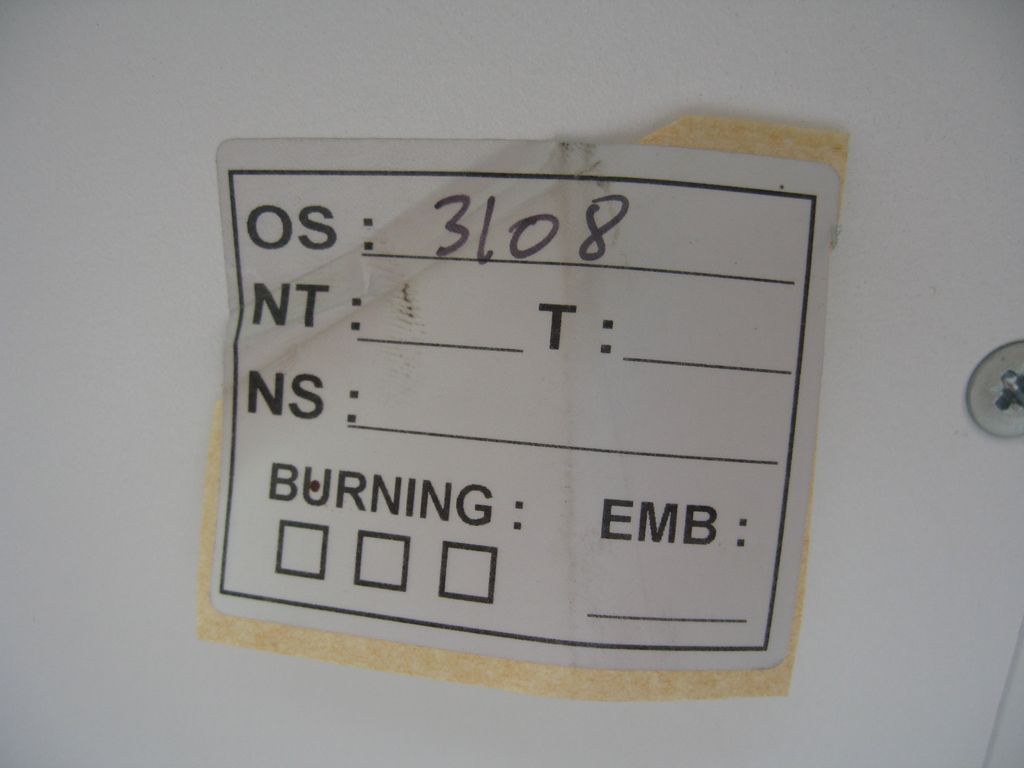 OS : 3108
NT : T :
NS :
BURNING : EMB :